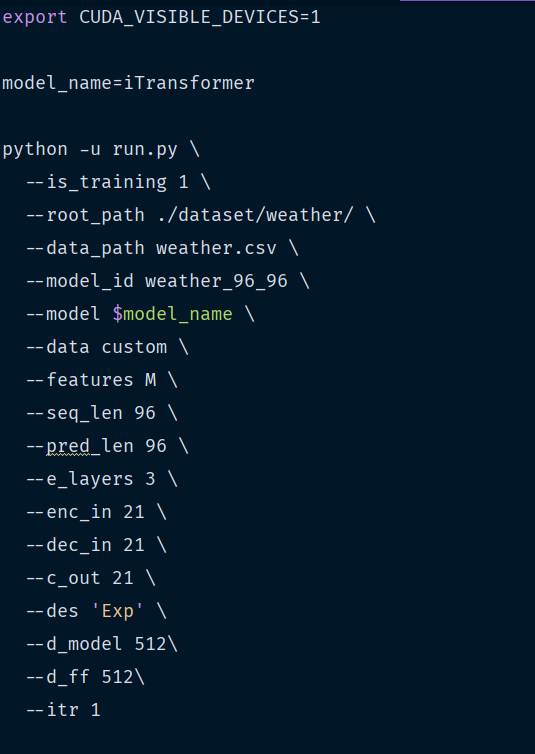 export CUDA_VISIBLE_DEVICES=1
model_name=iTransformer
python -u run.py \
--is_training 1 \
--root_path ./dataset/weather/ \
--data_path weather.csv \
--model_id weather_96_96 \
--model $model_name \
--data custom \
--features M \
--seq_len 96 \
--pred_len 96 \
--e_layers 3 \
--enc_in 21 \
--dec_in 21 \
--c_out 21 \
--des 'Exp' \
--d_model 512\
--d_ff 512\
--itr 1